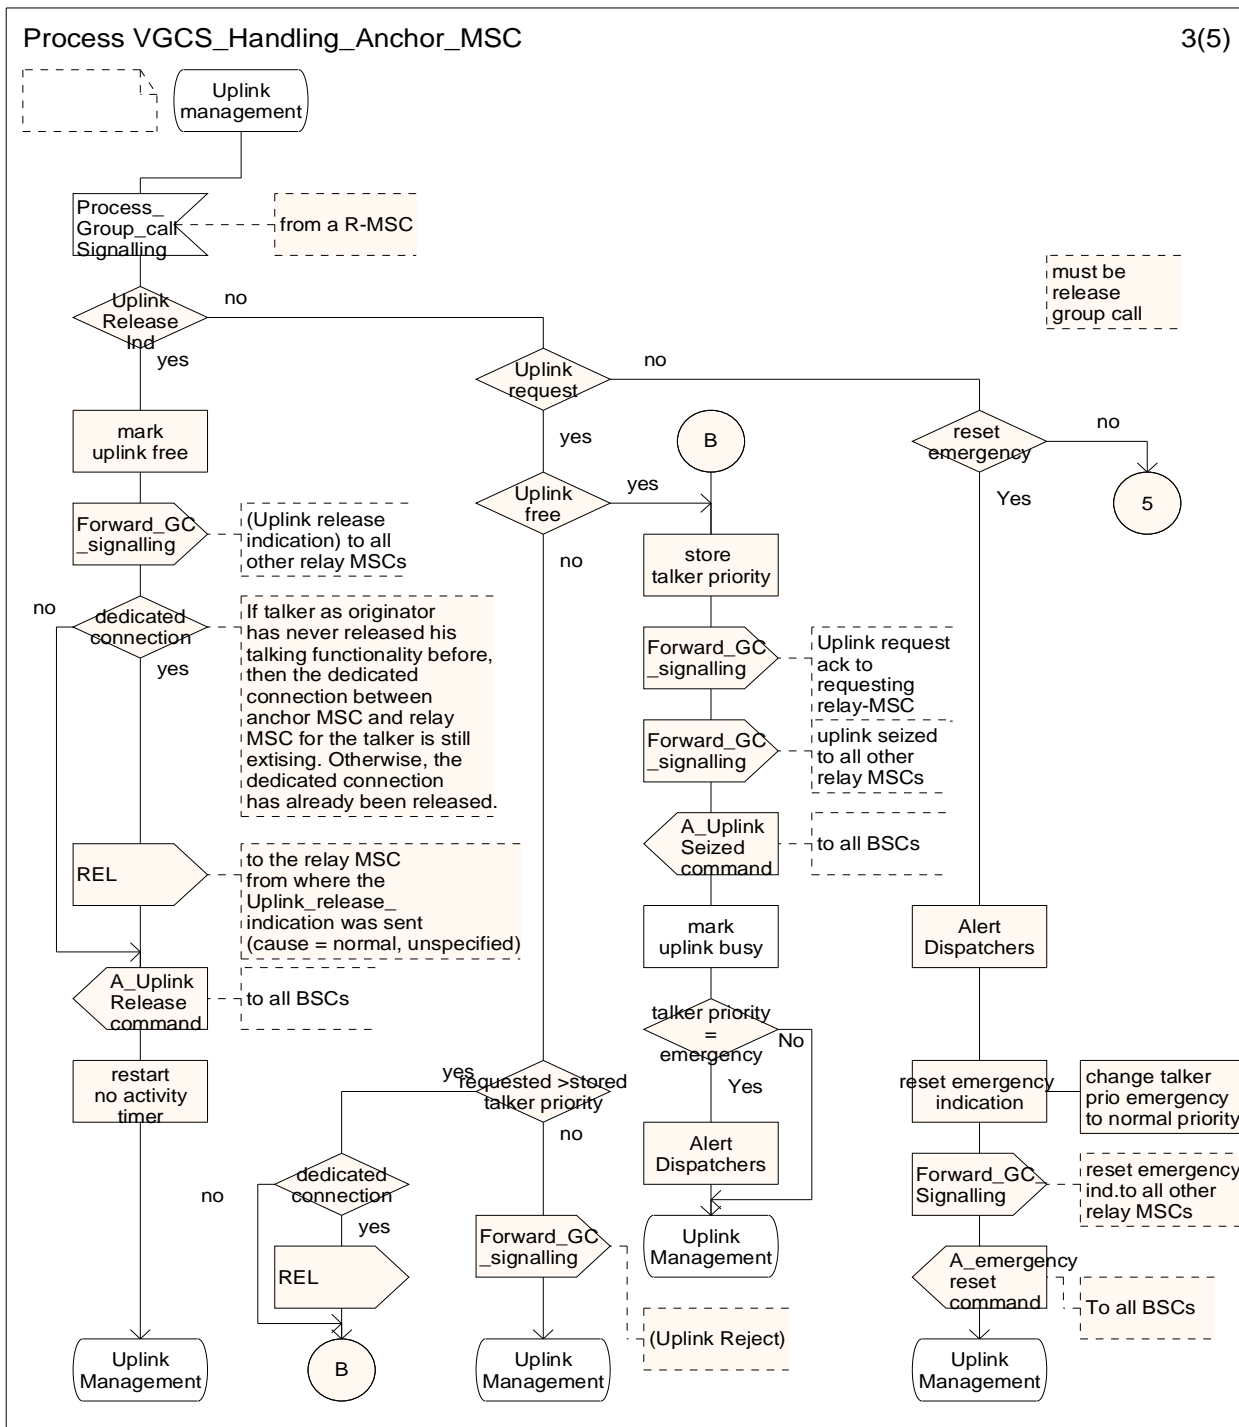 Process VGCS_Handling_Anchor_MSC
3(5)
Uplink
management
Process_
Group_call
Signalling
from a R-MSC
must be
release
group call
Uplink
Release
Ind
no
yes
Uplink
request
no
yes
B
reset
emergency
no
Yes
5
mark
uplink free
Uplink
free
yes
no
Forward_GC
_signalling
(Uplink release
indication) to all
other relay MSCs
store
talker priority
no
dedicated
connection
yes
If talker as originator
has never released his
talking functionality before,
then the dedicated
connection between
anchor MSC and relay
MSC for the talker is still
extising. Otherwise, the
dedicated connection
has already been released.
Forward_GC
_signalling
Uplink request
ack to
requesting
relay-MSC
Forward_GC
_signalling
uplink seized
to all other
relay MSCs
A_Uplink
Seized
command
to all BSCs
REL
to the relay MSC
from where the
Uplink_release_
indication was sent
(cause = normal, unspecified)
mark
uplink busy
Alert
Dispatchers
A_Uplink
Release
command
to all BSCs
talker priority
=
emergency
No
Yes
restart
no activity
timer
yes
requested >stored
talker priority
no
reset emergency
indication
change talker
prio emergency
to normal priority
Alert
Dispatchers
dedicated
connection
no
yes
Forward_GC_
Signalling
reset emergency
ind.to all other
relay MSCs
REL
Forward_GC
_signalling
Uplink
Management
A_emergency
reset
command
To all BSCs
(Uplink Reject)
Uplink
Management
B
Uplink
Management
Uplink
Management